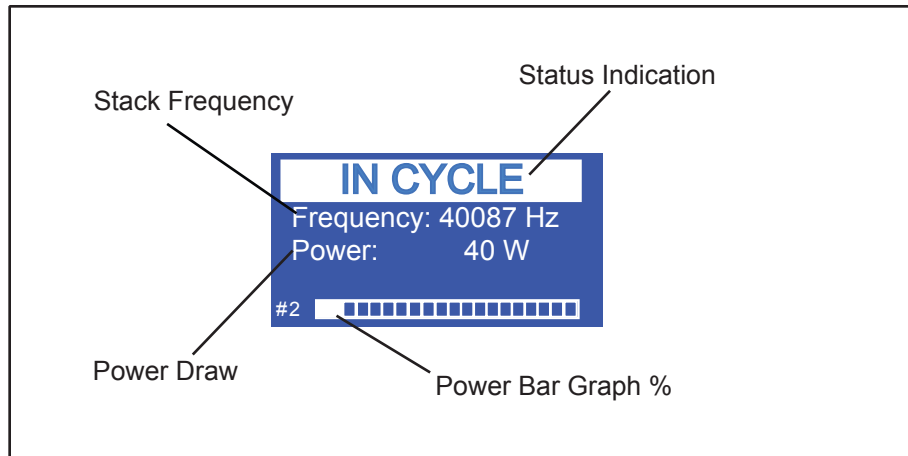 Status Indication
Stack Frequency
IN CYCLE
Frequency: 40087 Hz
Power: 40 W
#2
Power Draw
Power Bar Graph %